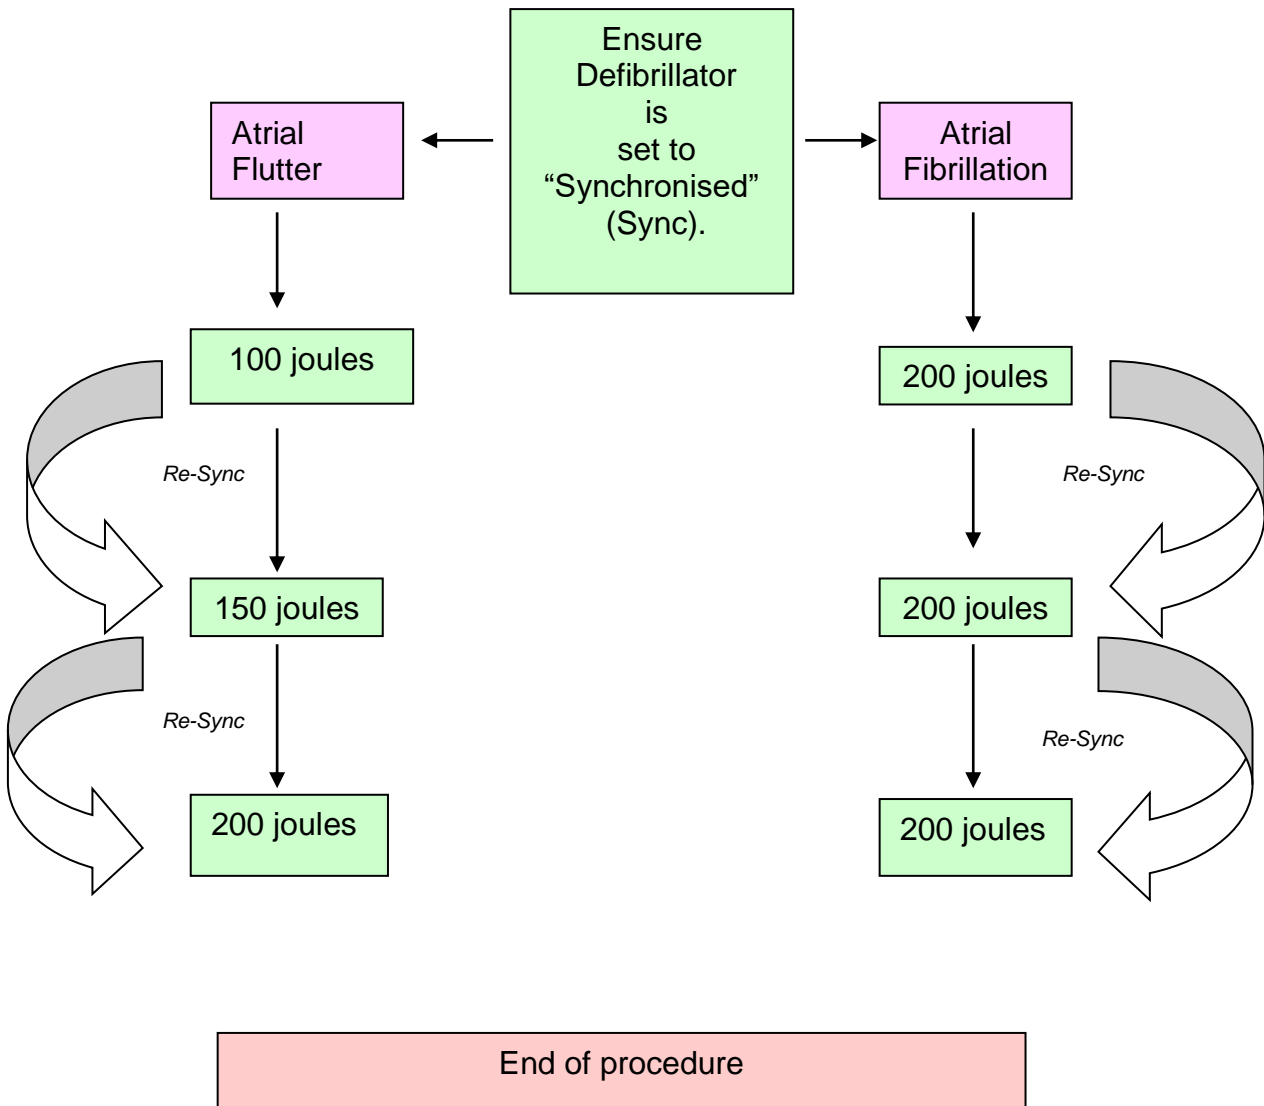 Ensure
Defibrillator
is
set to
“Synchronised”
(Sync).
Atrial
Flutter
Atrial
Fibrillation
100 joules
200 joules
Re-Sync
Re-Sync
150 joules
200 joules
Re-Sync
Re-Sync
200 joules
200 joules
End of procedure